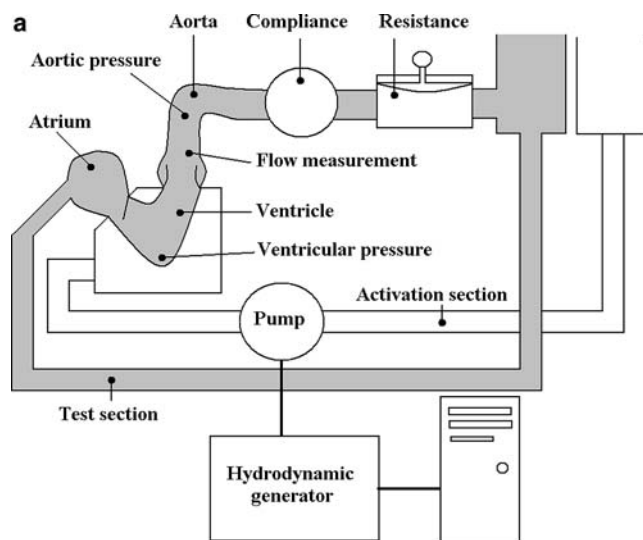 a
Aorta
Compliance
Resistance
Aortic pressure
Atrium
Flow measurement
Ventricle
Ventricular pressure
Activation section
Pump
Test section
Hydrodynamic
generator